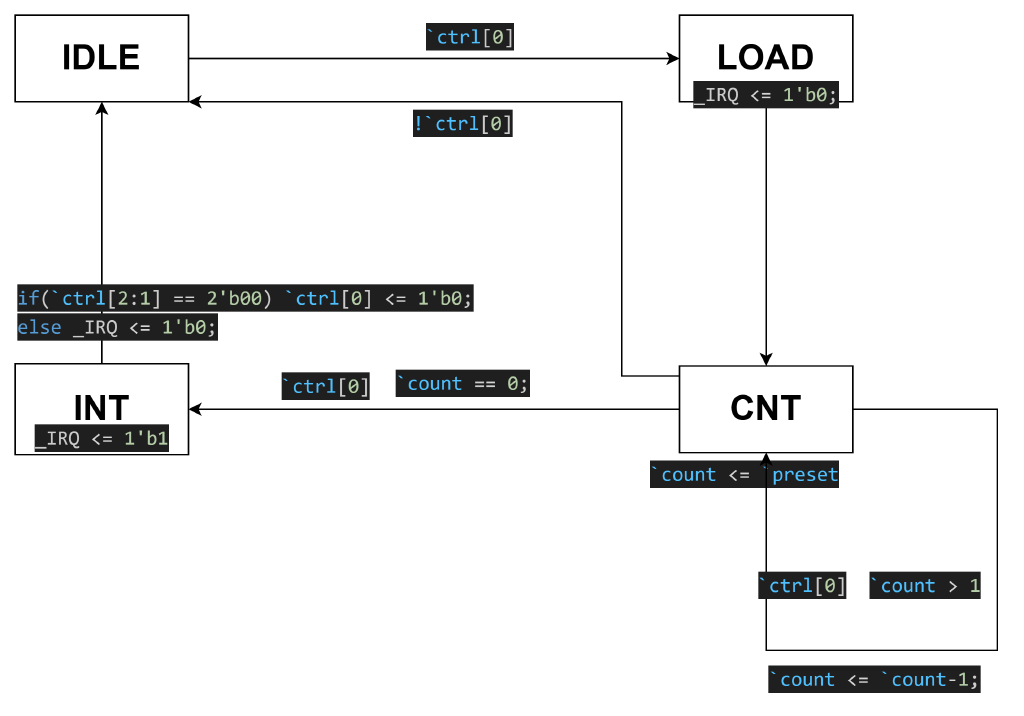 `ctrl[0]
IDLE
LOAD
_IRQ <= 1'b0;
!`ctrl[0]
if(`ctrl[2:1] == 2'b00) `ctrl[0] <= 1'b0;
else _IRQ <= 1'b0;
`ctrl[0]
`count == 0;
INT
_IRQ <= 1'b1
CNT
`count <= `preset
`ctrl[0]
`count > 1
`count <= `count-1;